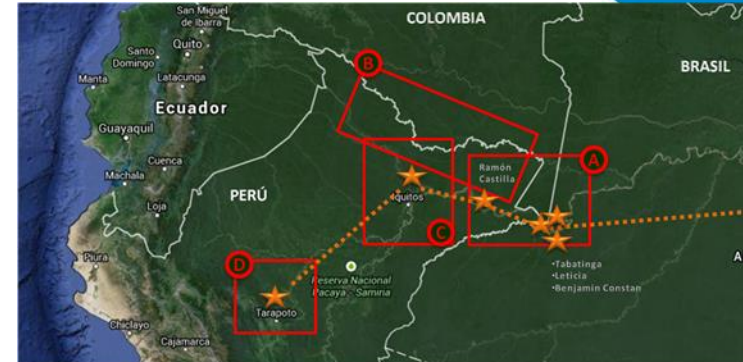 San Miguel
de Ibarra
COLOMBIA
Quito
Santo
Domingo
B
BRASIL
Manta
Latacunga
Ecuador
Guayaquil
Cuenca
A
Ramón
Castilla
Machala
PERÚ
Iquitos
Loja
C
D
Reserva Nacional
Pacaya - Samiria
A
Piura
•Tabatinga
•Leticia
•Benjamin Constan
Tarapoto
Chiclayo
Cajamarca